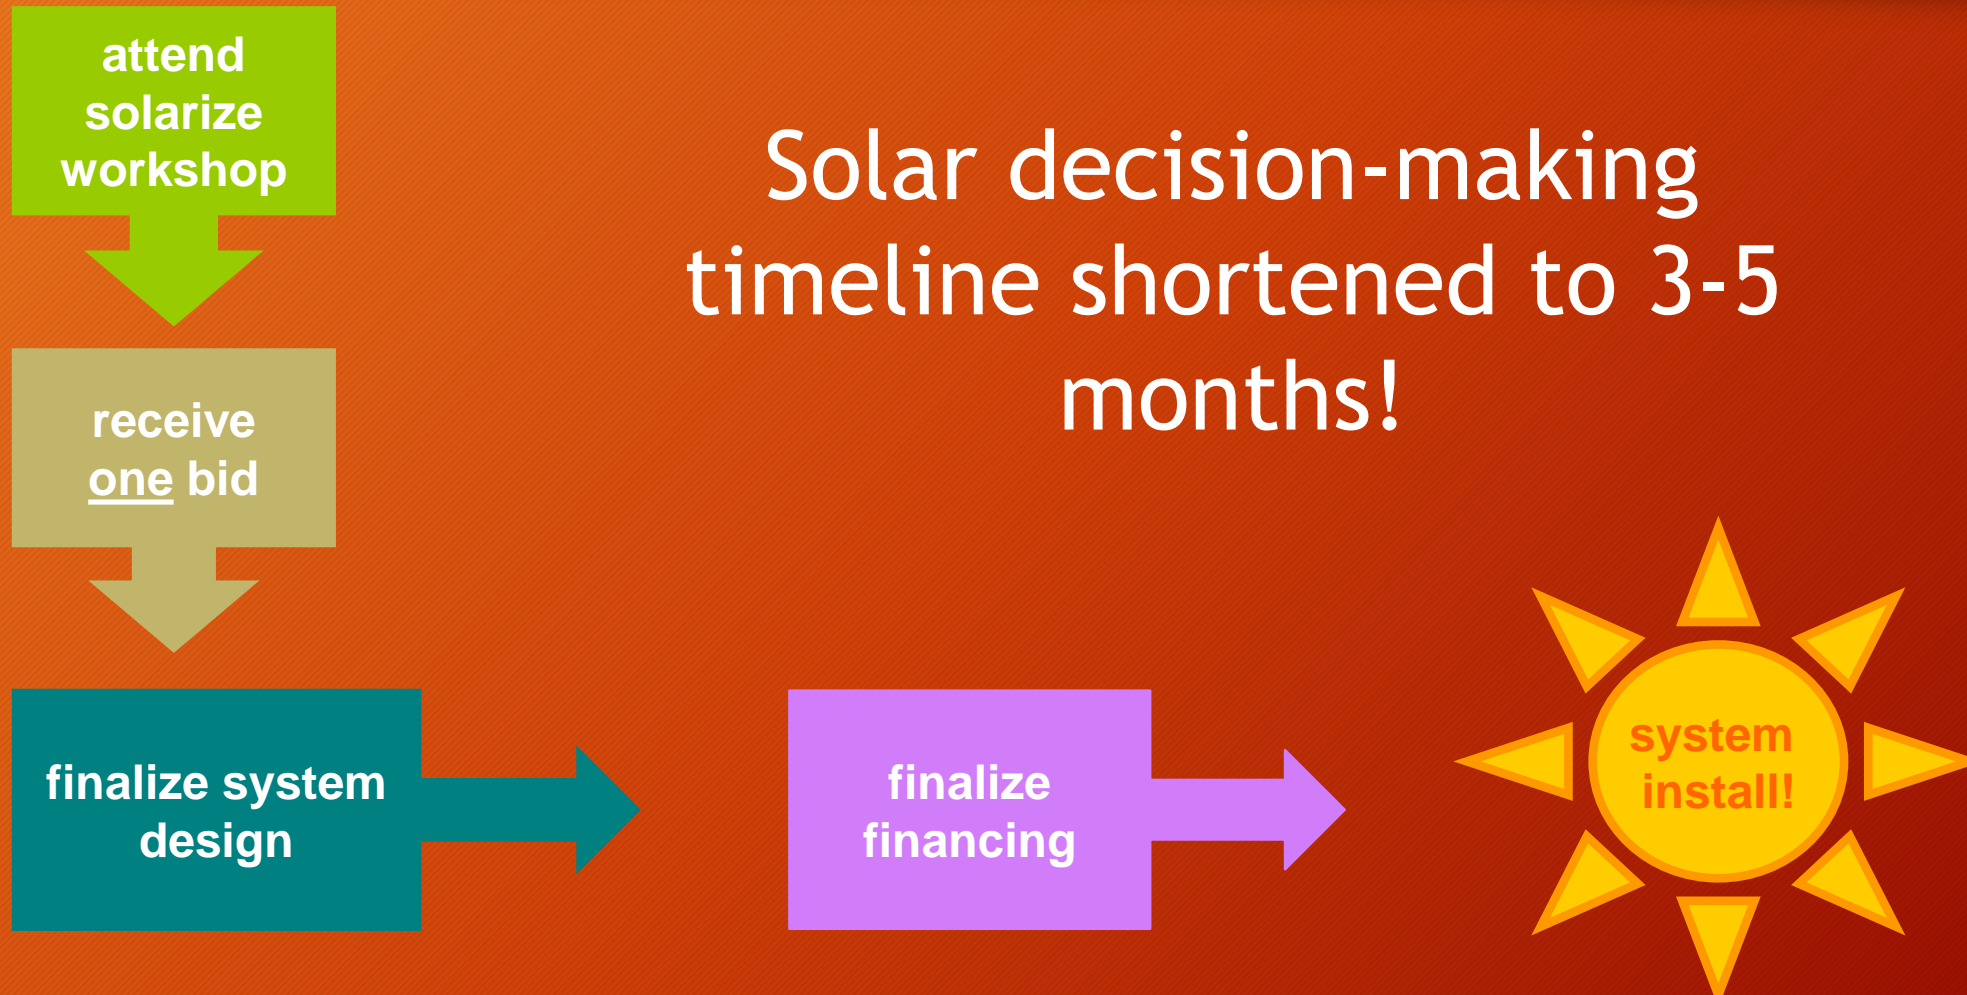 attend
solarize
workshop
Solar decision-making
timeline shortened to 3-5
months!
receive
one bid
finalize system
design
finalize
financing
system
install!